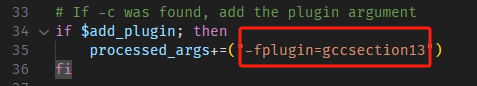 33 # If -c was found, add the plugin argument
34 if $add_plugin; then
35 processed_args+=("-fplugin=gccsection13")
36 fi